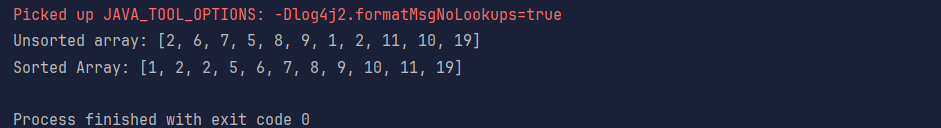 Picked up JAVA_TOOL_OPTIONS: -Dlog4j2.formatMsgNoLookups=true
Unsorted array: [2, 6, 7, 5, 8, 9, 1, 2, 11, 10, 19]
Sorted Array: [1, 2, 2, 5, 6, 7, 8, 9, 10, 11, 19]
Process finished with exit code 0